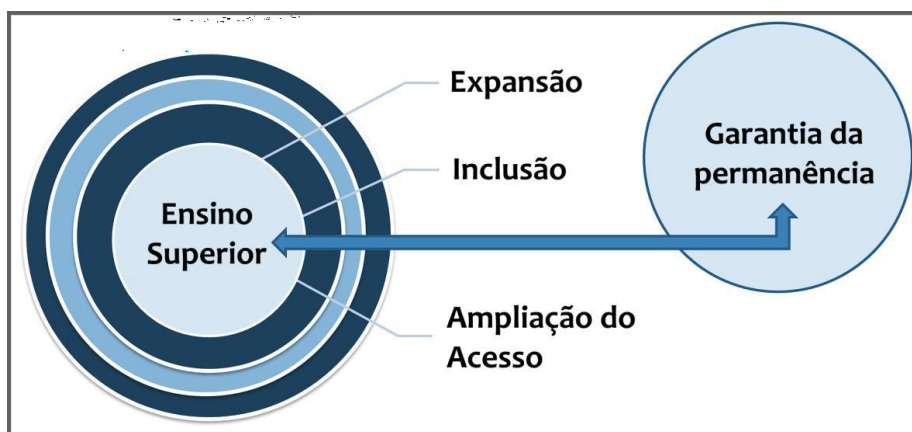 Expansão
Inclusão
Ensino
Superior
Ampliação do
Acesso
Garantia da
permanência